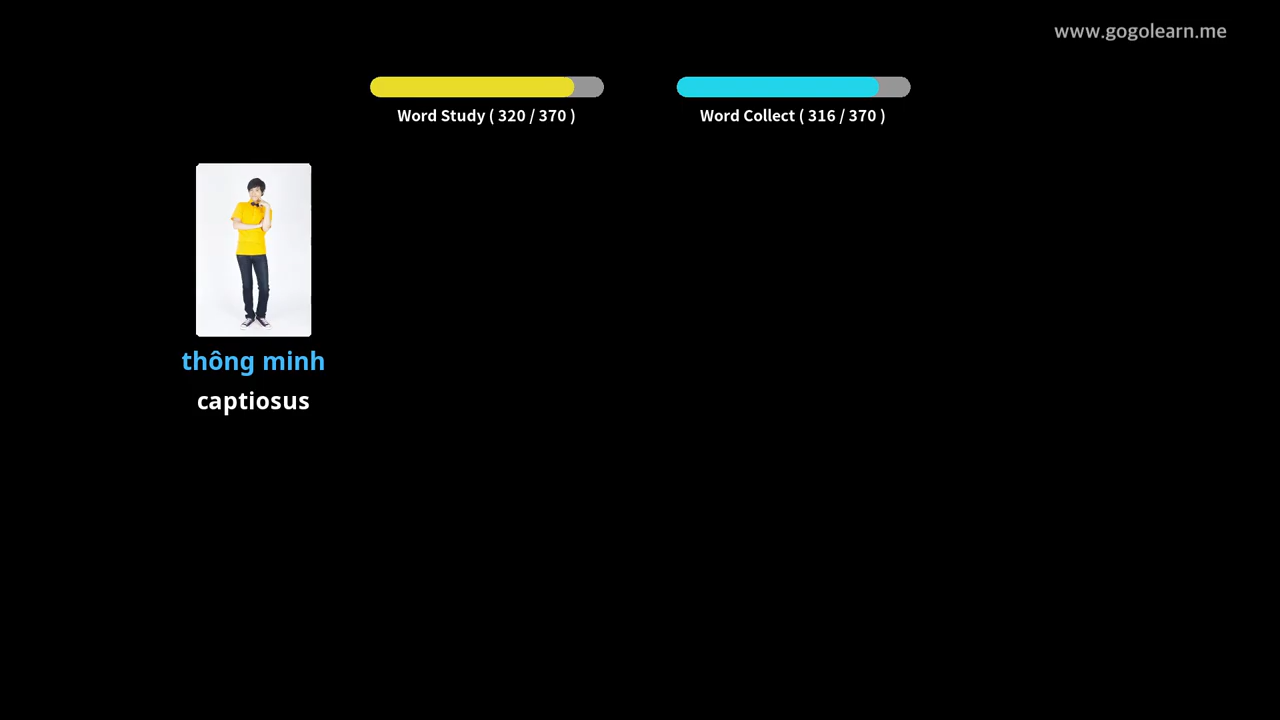 www.gogolearn.me
Word Study ( 320 / 370 )
Word Collect ( 316 / 370 )
thông minh
captiosus